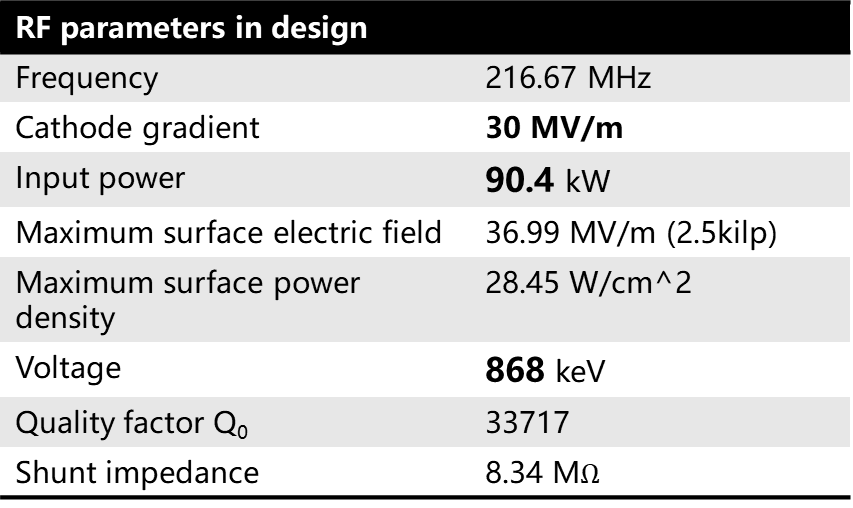 RF parameters in design
Frequency 216.67 MHz
Cathode gradient 30 MV/m
Input power 90.4 kW
Maximum surface electric field 36.99 MV/m (2.5kilp)
Maximum surface power 28.45 W/cm^2
density
Voltage 868 keV
Quality factor Q₀ 33717
Shunt impedance 8.34 MΩ